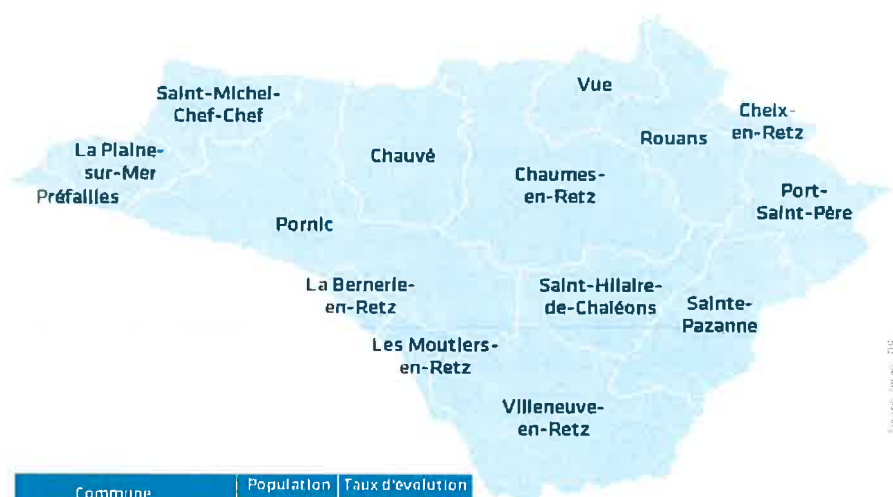 Saint-Michel-
Chef-Chef
Vue
Cheix-
en-Retz
Rouans
La Plaine-
sur-Mer
Chauvé
Chaumes-
en-Retz
Port-
Saint-Père
Préfailles
Pornic
La Bernerie-
en-Retz
Saint-Hilaire-
de-Chaléons
Sainte-
Pazanne
Les Moutiers-
en-Retz
Villeneuve-
en-Retz
Commune
Population
Taux d'évolution